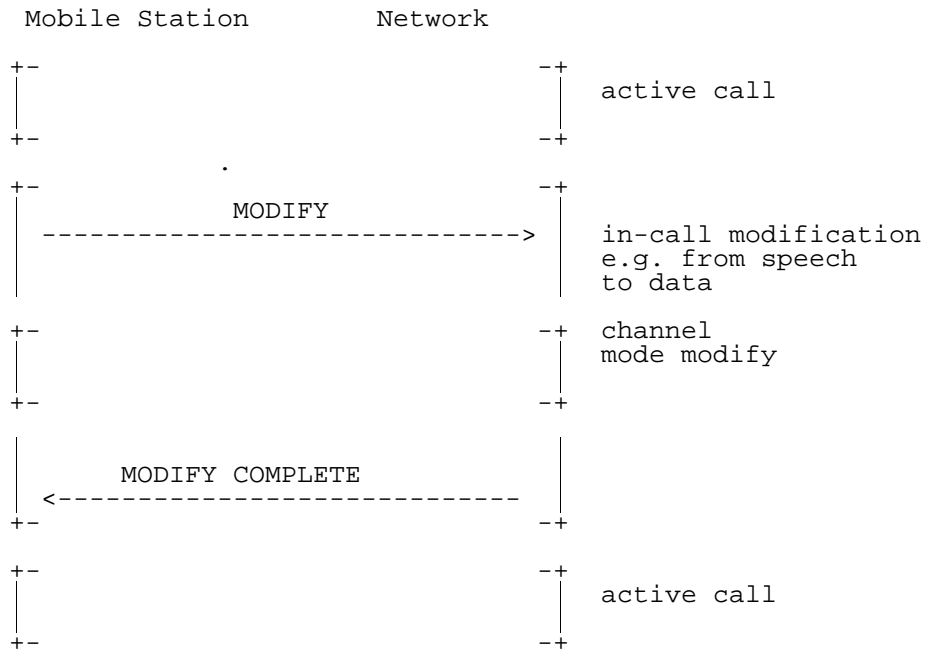 Mobile Station Network
+- -+
active call
+- -+
.
+- -+
MODIFY
------------------------------> in-call modification
e.g. from speech
to data
+- -+ channel
mode modify
+- -+
MODIFY COMPLETE
<-----------------------------
+- -+
+- -+
active call
+- -+